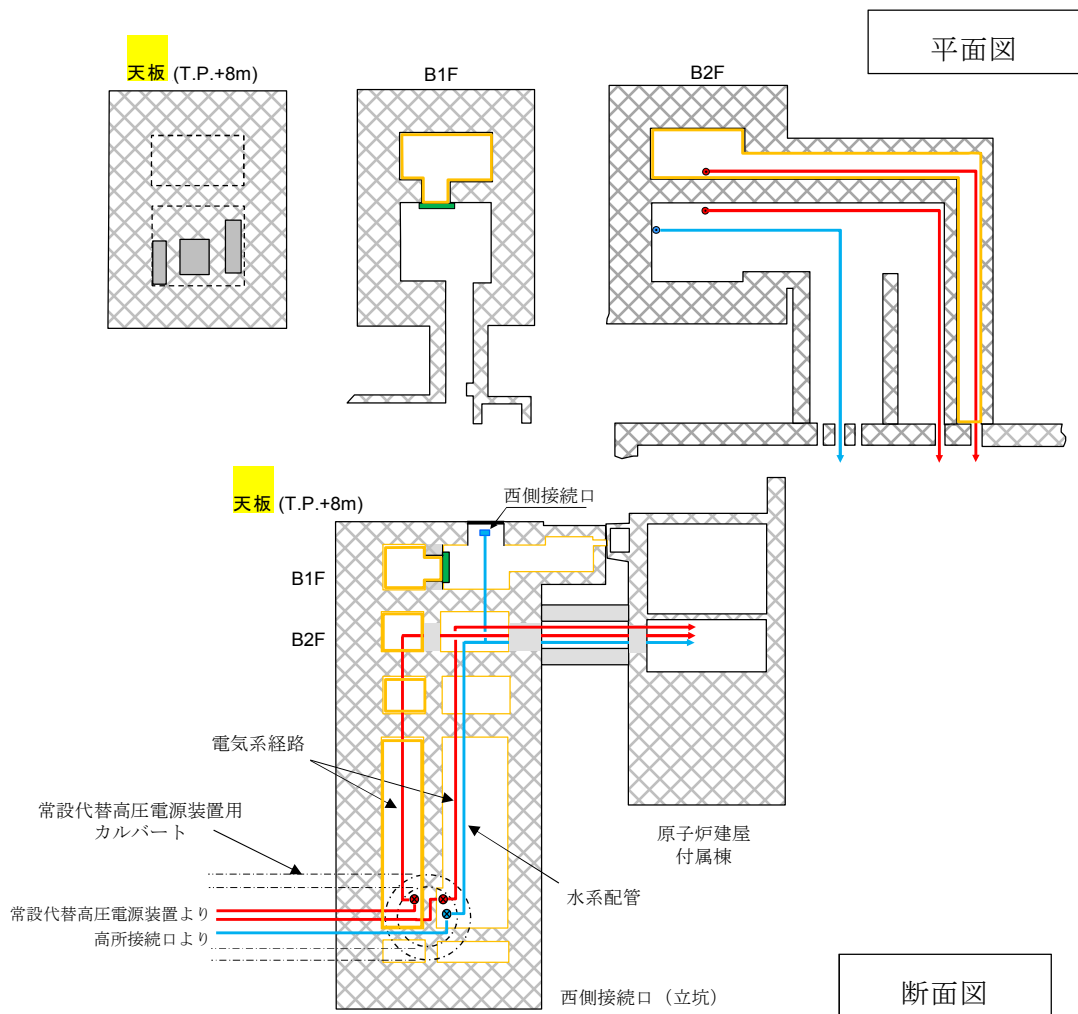 平面図
天板 (T.P.+8m)
B1F
B2F
天板 (T.P.+8m)
西側接続口
B1F
B2F
電気系経路
常設代替高圧電源装置用
カルバート
原子炉建屋
付属棟
水系配管
常設代替高圧電源装置より
高所接続口より
西側接続口（立坑）
断面図